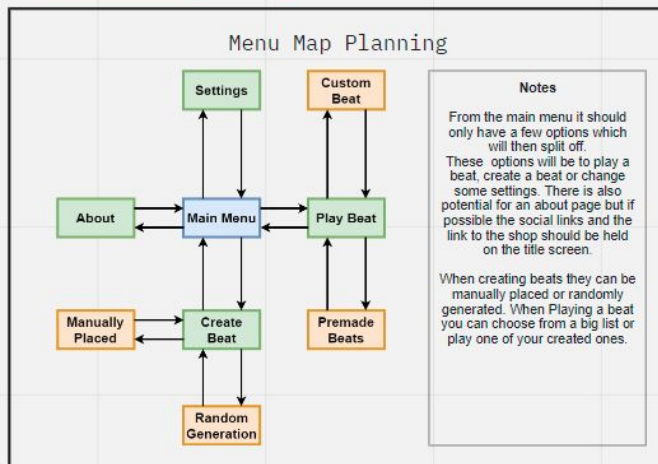 Menu Map Planning
Settings
Custom
Beat
About
Main Menu
Play Beat
Manually
Placed
Create
Beat
Premade
Beats
Random
Generation
Notes
From the main menu it should
only have a few options which
will then split off.
These options will be to play a
beat, create a beat or change
some settings. There is also
potential for an about page but if
possible the social links and the
link to the shop should be held
on the title screen.
When creating beats they can be
manually placed or randomly
generated. When Playing a beat
you can choose from a big list or
play one of your created ones.